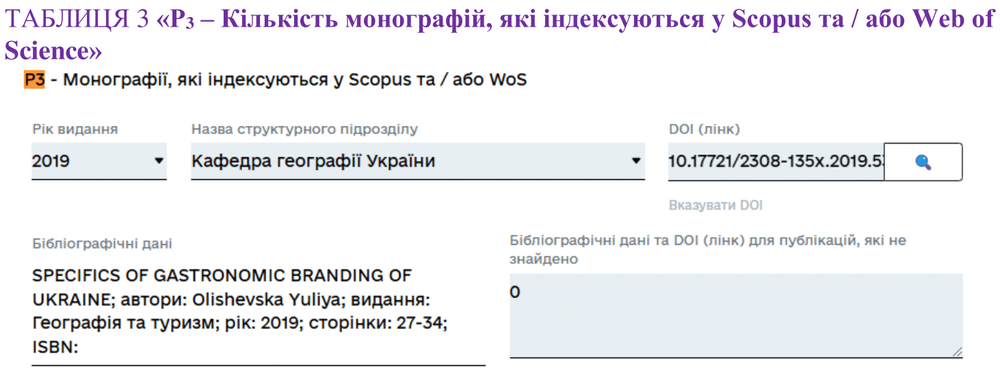 ТАБЛИЦЯ 3 «P₃ – Кількість монографій, які індексуються у Scopus та / або Web of
Science»
P3 - Монографії, які індексуються у Scopus та / або WoS
Рік видання
Назва структурного підрозділу
DOI (лінк)
2019
Кафедра географії України
10.17721/2308-135x.2019.53
Вказувати DOI
Бібліографічні дані
SPECIFICS OF GASTRONOMIC BRANDING OF
UKRAINE; автори: Olishevska Yuliya; видання:
Географія та туризм; рік: 2019; сторінки: 27-34;
ISBN:
Бібліографічні дані та DOI (лінк) для публікацій, які не
знайдено
0